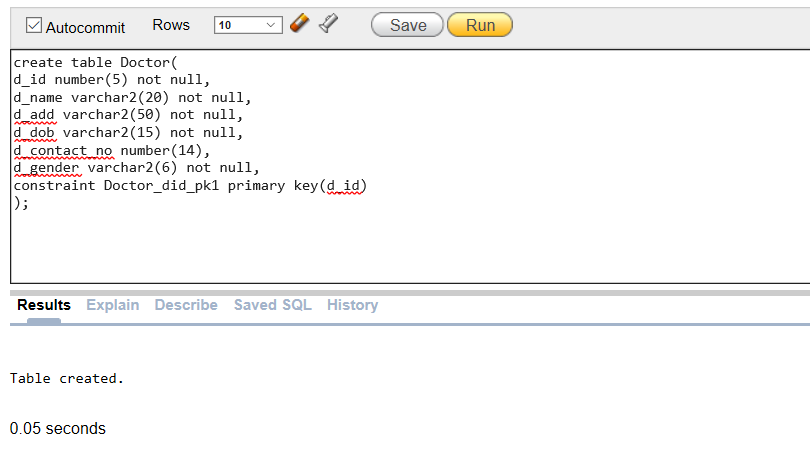 Autocommit Rows 10 Save Run
create table Doctor(
d_id number(5) not null,
d_name varchar2(20) not null,
d_add varchar2(50) not null,
d_dob varchar2(15) not null,
d_contact_no number(14),
d_gender varchar2(6) not null,
constraint Doctor_did_pk1 primary key(d_id)
);
Results Explain Describe Saved SQL History
Table created.
0.05 seconds